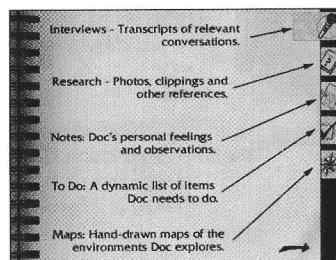 Interviews - Transcripts of relevant
conversations.
Research - Photos, clippings and
other references.
Notes: Doc's personal feelings
and observations.
To Do: A dynamic list of items
Doc needs to do.
Maps: Hand-drawn maps of the
environments Doc explores.